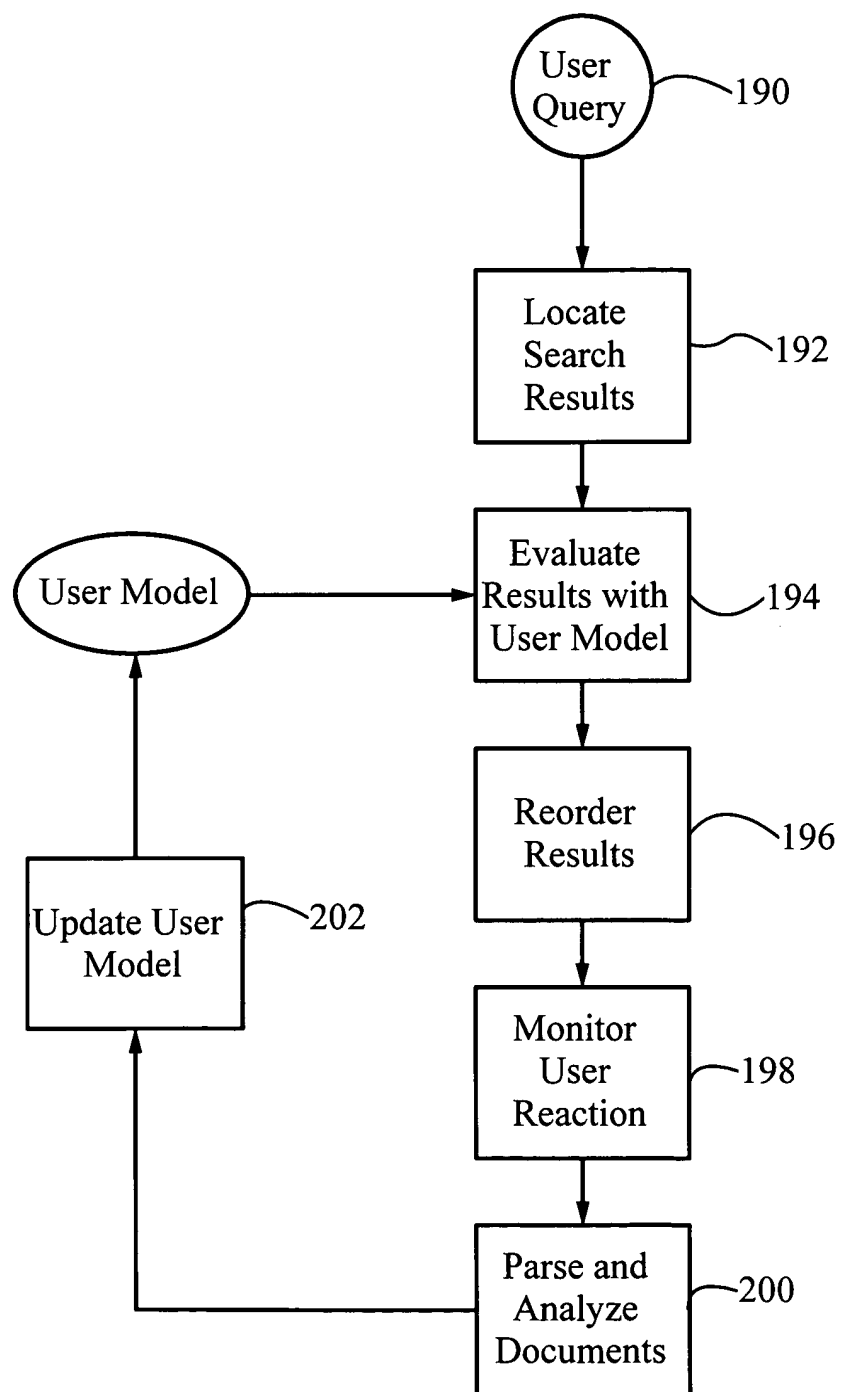 User
Query
190
Locate
Search
Results
192
Evaluate
Results with
User Model
194
User Model
Reorder
Results
196
Update User
Model
202
Monitor
User
Reaction
198
Parse and
Analyze
Documents
200